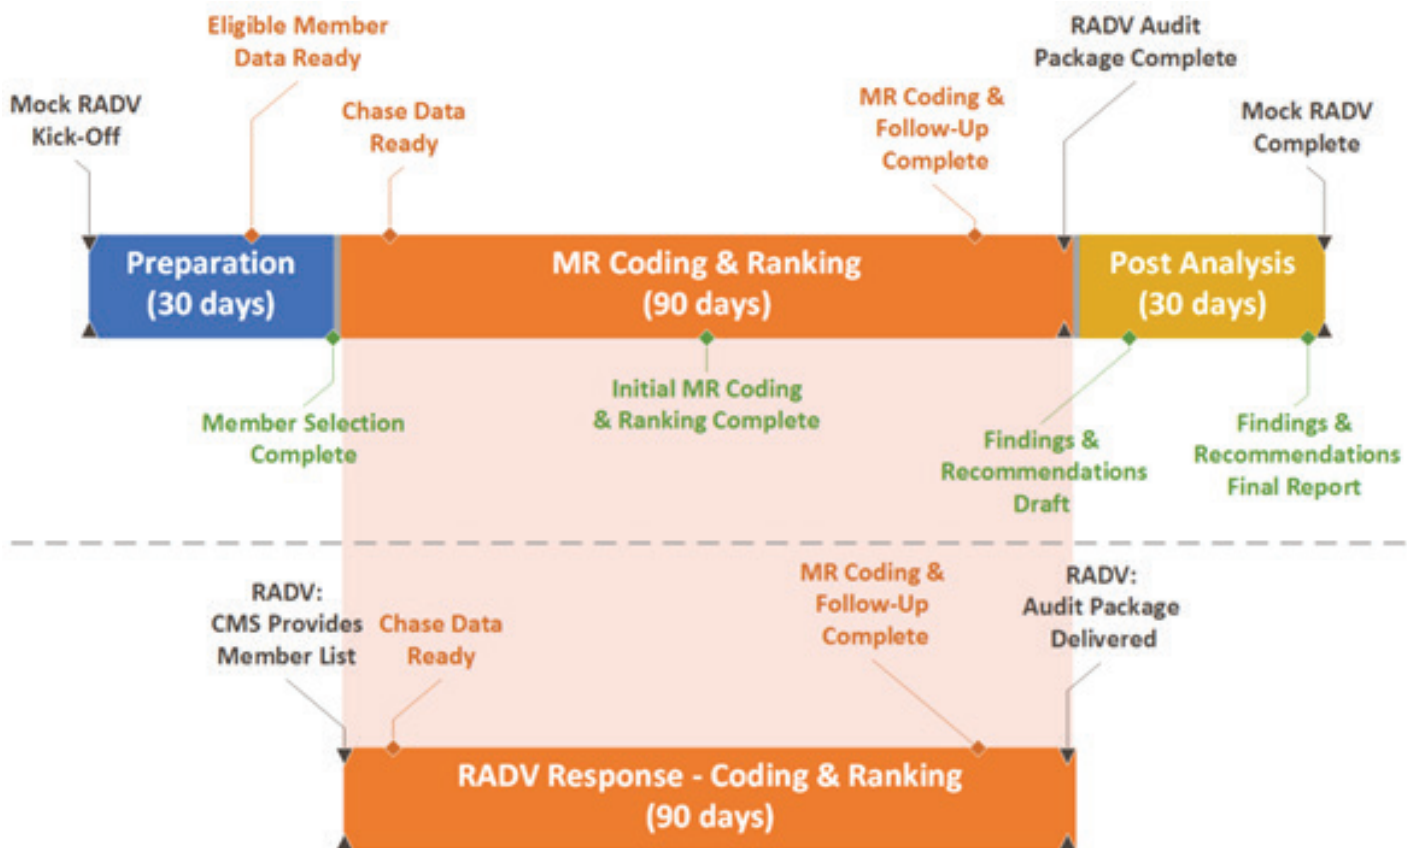 Eligible Member
Data Ready
RADV Audit
Package Complete
Mock RADV
Kick-Off
Chase Data
Ready
MR Coding &
Follow-Up
Complete
Mock RADV
Complete
Preparation
(30 days)
MR Coding & Ranking
(90 days)
Post Analysis
(30 days)
Member Selection
Complete
Initial MR Coding
& Ranking Complete
Findings &
Recommendations
Draft
Findings &
Recommendations
Final Report
RADV:
CMS Provides
Member List
Chase Data
Ready
MR Coding &
Follow-Up
Complete
RADV:
Audit Package
Delivered
RADV Response - Coding & Ranking
(90 days)